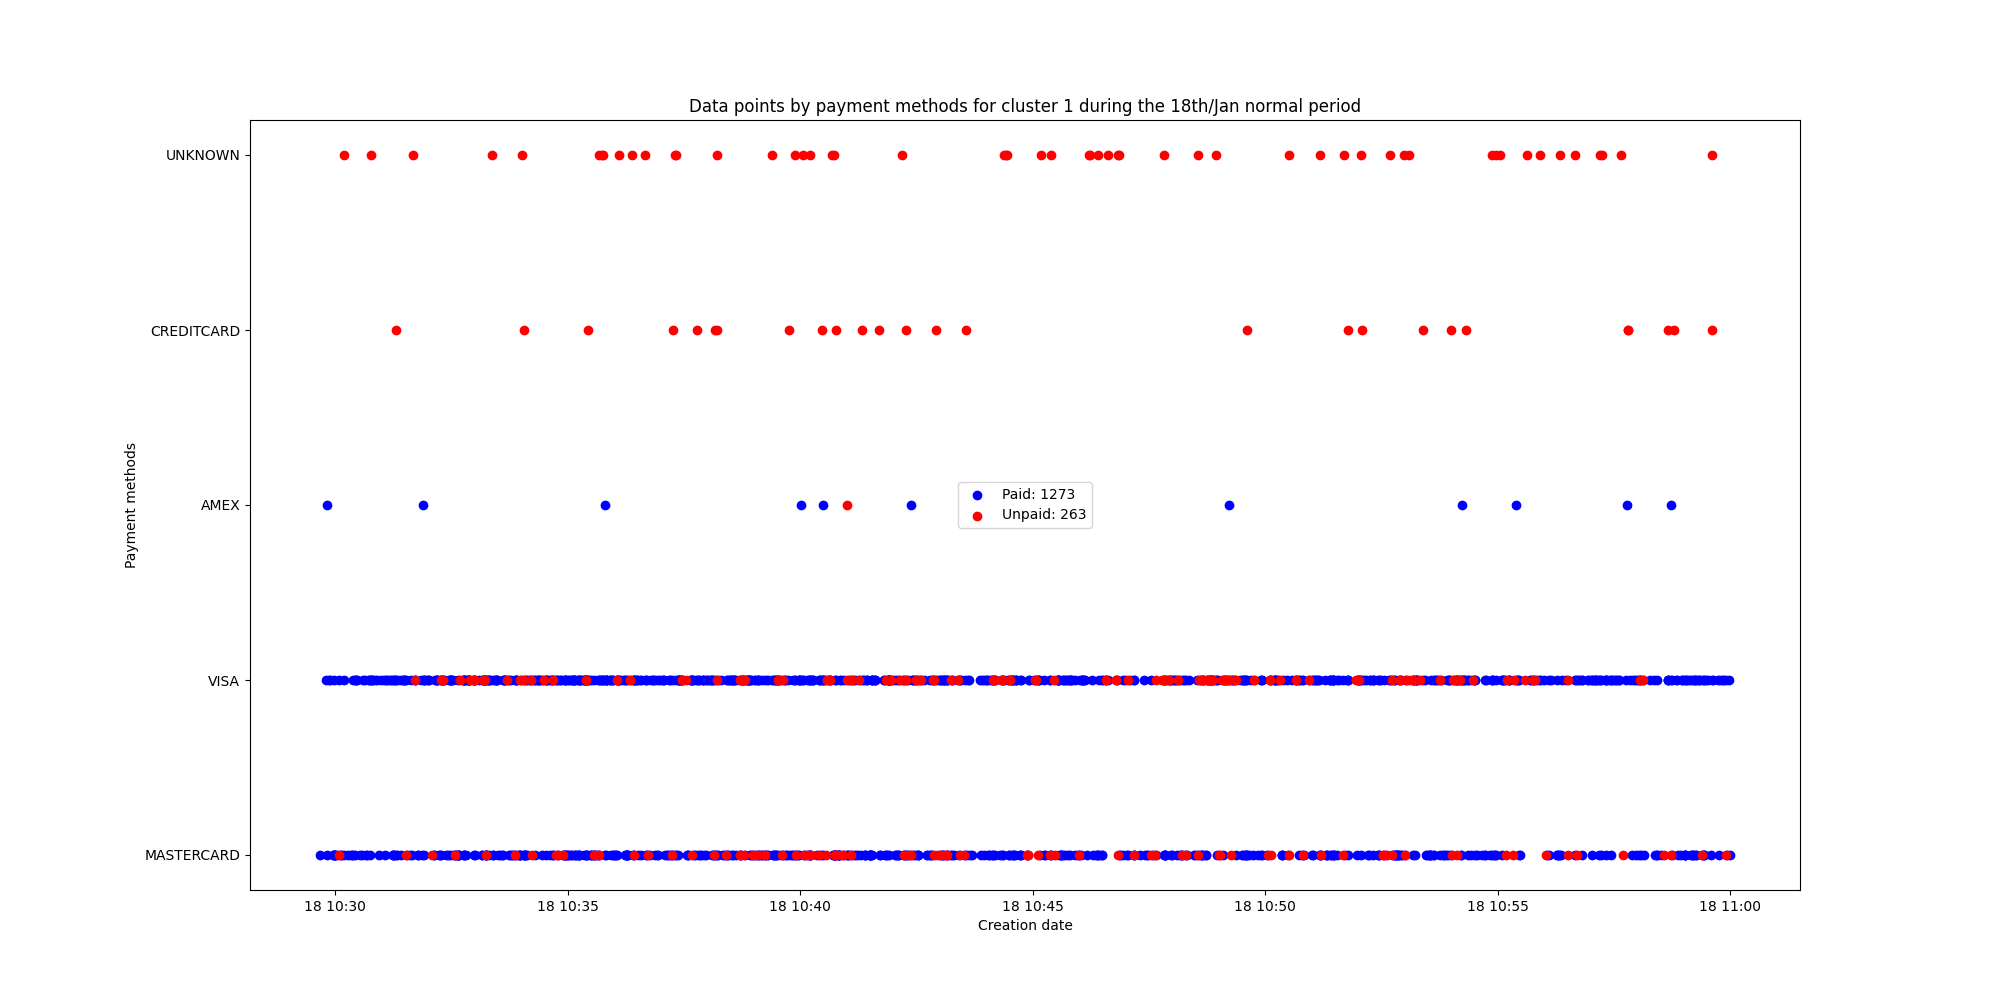 Data points by payment methods for cluster 1 during the 18th/Jan normal period
UNKNOWN
CREDITCARD
AMEX
VISA
MASTERCARD
Payment methods
Paid: 1273
Unpaid: 263
18 10:30
18 10:35
18 10:40
18 10:45
18 10:50
18 10:55
18 11:00
Creation date